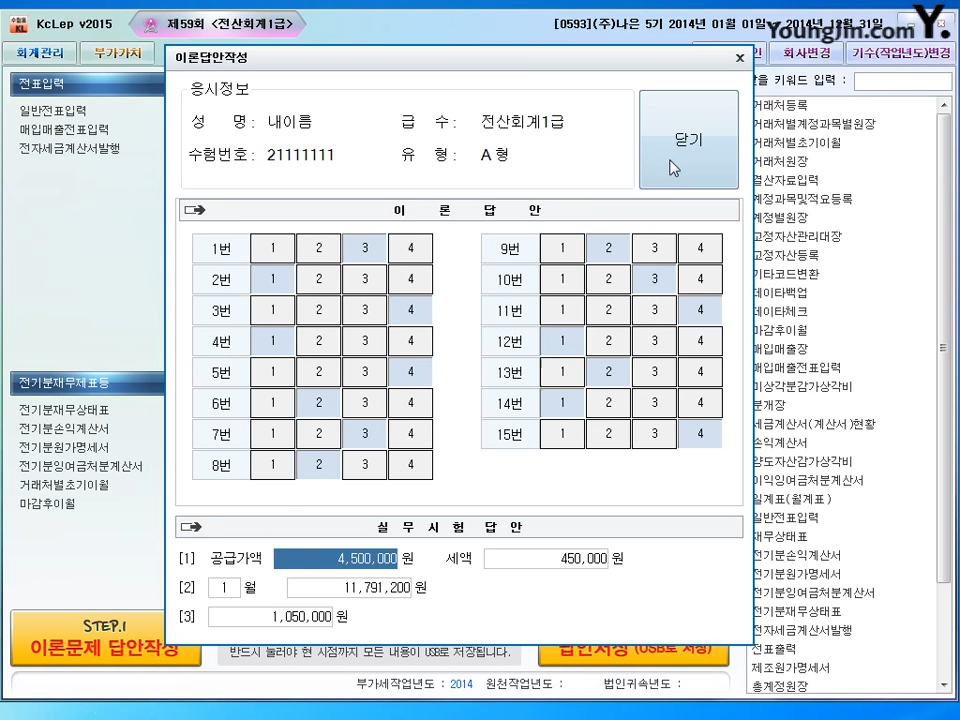 KcLep v2015 제59회 <전산회계1급> [0593](주)나은 5기 2014년 01월 01일 ~ 2014년 12월 31일
YoungJin.com Y.
회계관리 부가가치 회사변경 기수(작업년도)변경
이론답안작성 x
키워드 입력 :
전표입력
일반전표입력
매입매출전표입력
전자세금계산서발행
전기분재무제표등
전기분재무상태표
전기분손익계산서
전기분원가명세서
전기분잉여금처분계산서
거래처별초기이월
마감후이월
응시정보
성 명 : 내이름 급 수 : 전산회계1급
수험번호 : 21111111 유 형 : A 형
닫기
이 론 답 안
1번 1 2 3 4 9번 1 2 3 4
2번 1 2 3 4 10번 1 2 3 4
3번 1 2 3 4 11번 1 2 3 4
4번 1 2 3 4 12번 1 2 3 4
5번 1 2 3 4 13번 1 2 3 4
6번 1 2 3 4 14번 1 2 3 4
7번 1 2 3 4 15번 1 2 3 4
8번 1 2 3 4
실 무 시 험 답 안
[1] 공급가액 4,500,000 원 세액 450,000 원
[2] 1 월 11,791,200 원
[3] 1,050,000 원
거래처등록
거래처별계정과목별원장
거래처별초기이월
거래처원장
결산자료입력
계정과목및적요등록
계정별원장
고정자산관리대장
고정자산등록
기타코드변환
데이타백업
데이타체크
마감후이월
매입매출장
매입매출전표입력
미상각분감가상각비
분개장
세금계산서(계산서)현황
손익계산서
양도자산감가상각비
이익잉여금처분계산서
일계표(월계표)
일반전표입력
재무상태표
전기분손익계산서
전기분원가명세서
전기분잉여금처분계산서
전기분재무상태표
전자세금계산서발행
전표출력
제조원가명세서
총계정원장
STEP.1
이론문제 답안작성
반드시 눌러야 현 시점까지 모든 내용이 USB로 저장됩니다.
답안저장 (USB로 저장)
부가세작업년도 : 2014 원천작업년도 : 법인귀속년도 :